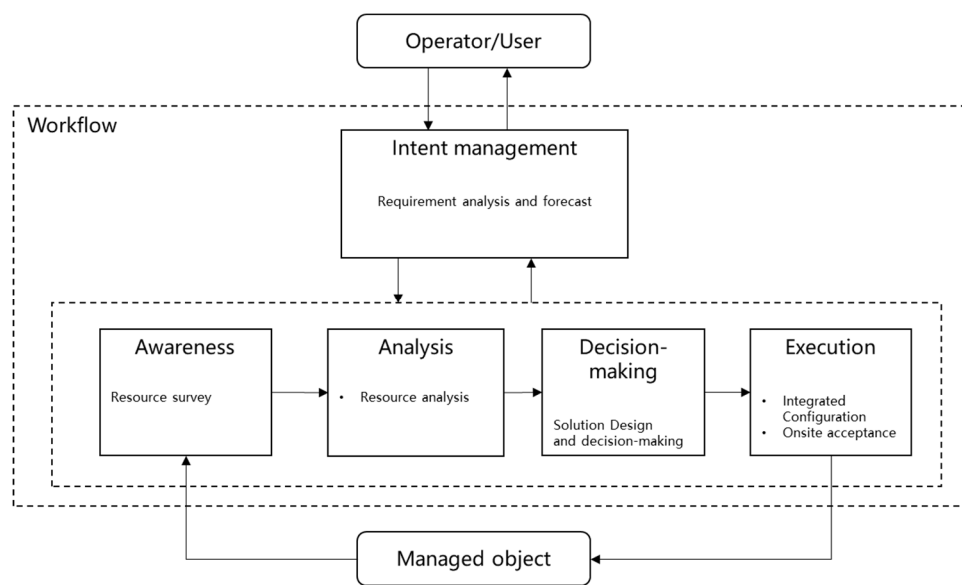 Operator/User
Workflow
Intent management
Requirement analysis and forecast
Awareness
Resource survey
Analysis
• Resource analysis
Decision-
making
Solution Design
and decision-making
Execution
• Integrated
Configuration
• Onsite acceptance
Managed object